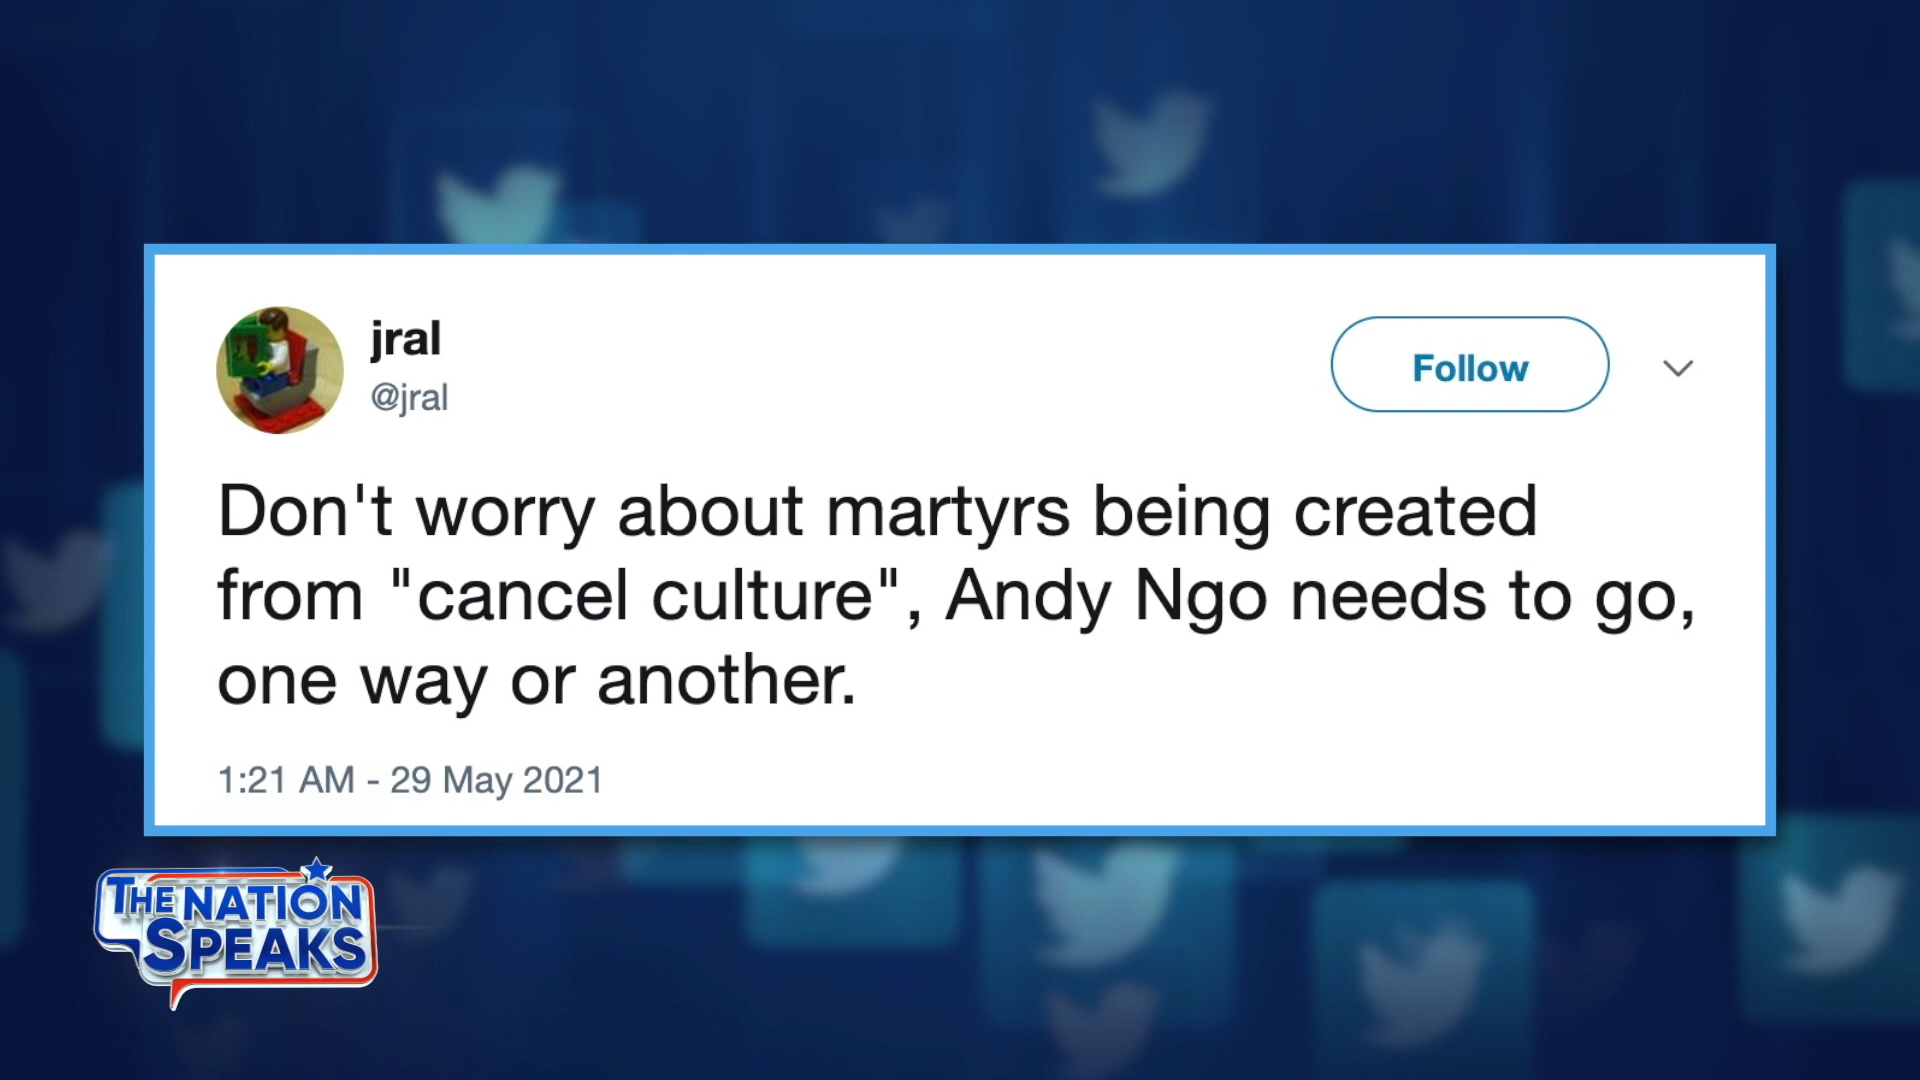 jral
@jral
Follow
Don't worry about martyrs being created
from "cancel culture", Andy Ngo needs to go,
one way or another.
1:21 AM - 29 May 2021
THE NATION
SPEAKS